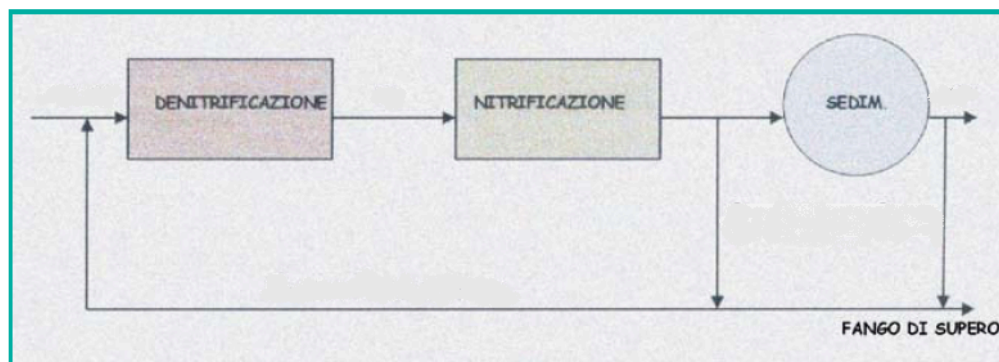 DENITRIFICAZIONE
NITRIFICAZIONE
SEDIM.
FANGO DI SUPERO